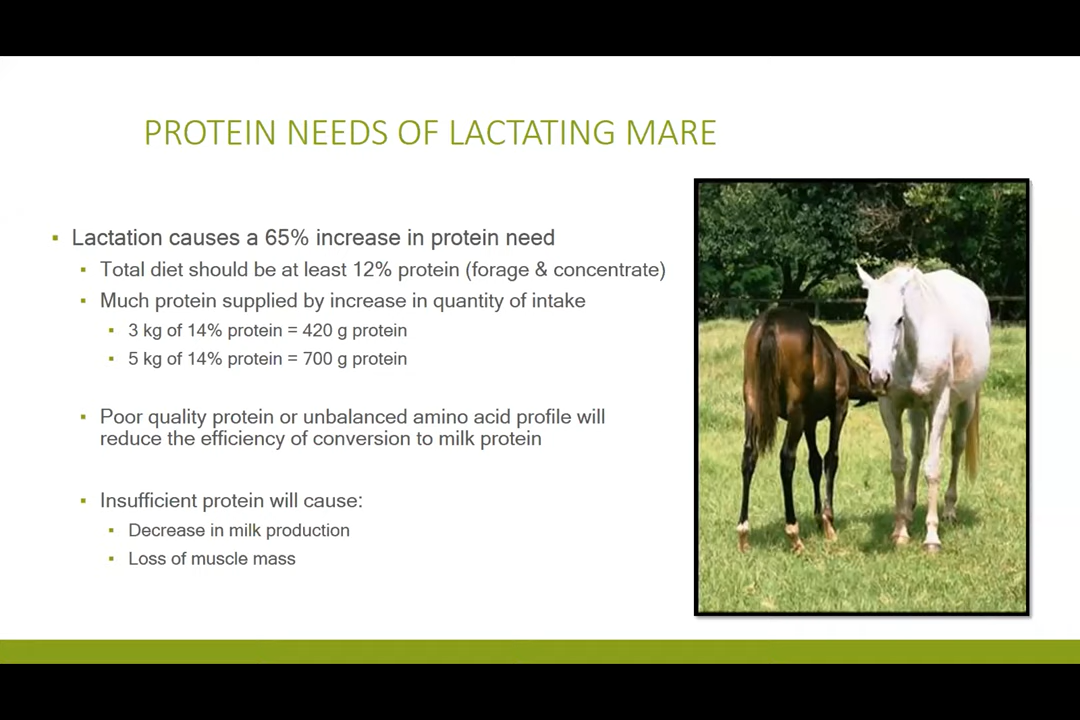 PROTEIN NEEDS OF LACTATING MARE
Lactation causes a 65% increase in protein need
Total diet should be at least 12% protein (forage & concentrate)
Much protein supplied by increase in quantity of intake
3 kg of 14% protein = 420 g protein
5 kg of 14% protein = 700 g protein
Poor quality protein or unbalanced amino acid profile will
reduce the efficiency of conversion to milk protein
Insufficient protein will cause:
Decrease in milk production
Loss of muscle mass